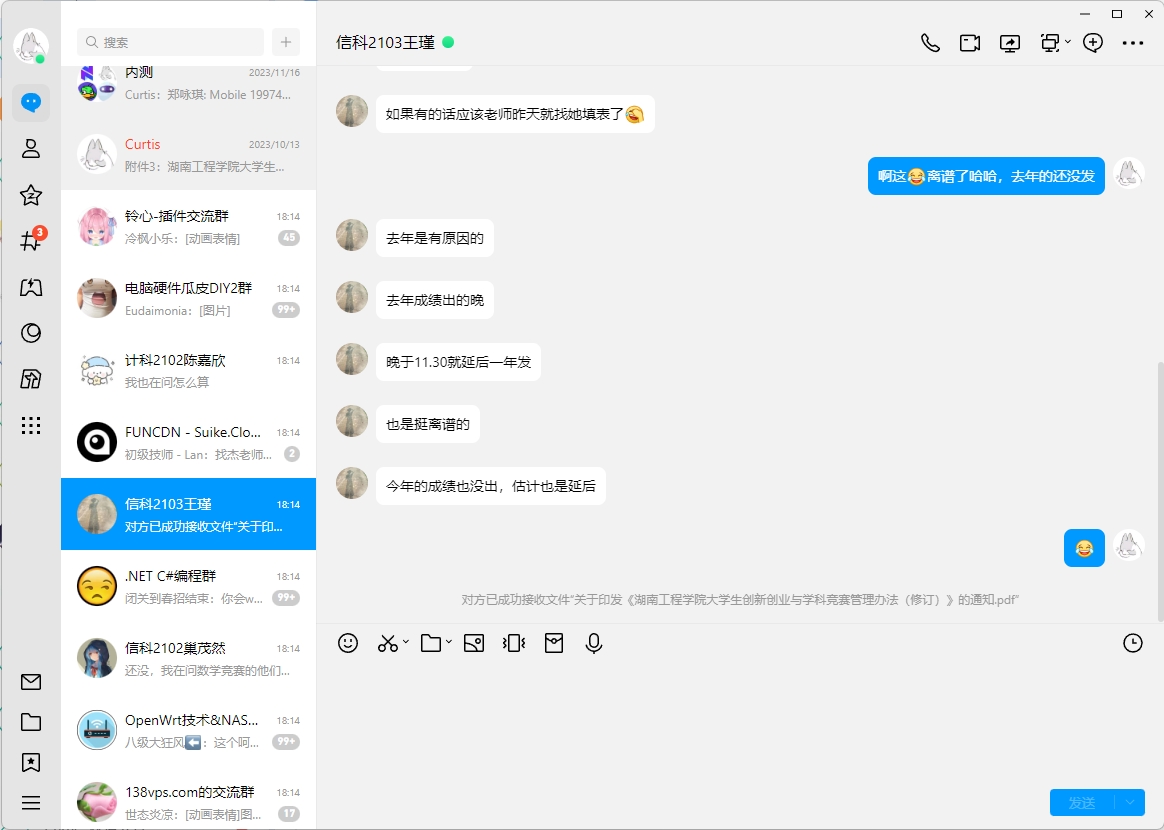 搜索
内测
2023/11/16
Curtis：郑咏琪: Mobile 19974...
Curtis
2023/10/13
附件3：湖南工程学院大学生...
铃心-插件交流群
18:14
冷枫小乐：[动画表情]
45
电脑硬件瓜皮DIY2群
18:14
Eudaimonia：[图片]
99+
计科2102陈嘉欣
18:14
我也在问怎么算
FUNCDN - Suike.Clo...
18:14
初级技师 - Lan：找杰老师...
2
信科2103王瑾
18:14
对方已成功接收文件“关于印...
.NET C#编程群
18:14
闭关到春招结束：你会w...
99+
信科2102巢茂然
18:14
还没，我在问数学竞赛的他们...
OpenWrt技术&NAS...
18:14
八级大狂风⬅️：这个呵...
99+
138vps.com的交流群
18:14
世态炎凉：[动画表情]图...
17
3
信科2103王瑾
如果有的话应该老师昨天就找她填表了🤣
啊这😂离谱了哈哈，去年的还没发
去年是有原因的
去年成绩出的晚
晚于11.30就延后一年发
也是挺离谱的
今年的成绩也没出，估计也是延后
😂
对方已成功接收文件“关于印发《湖南工程学院大学生创新创业与学科竞赛管理办法（修订）》的通知.pdf”
发送